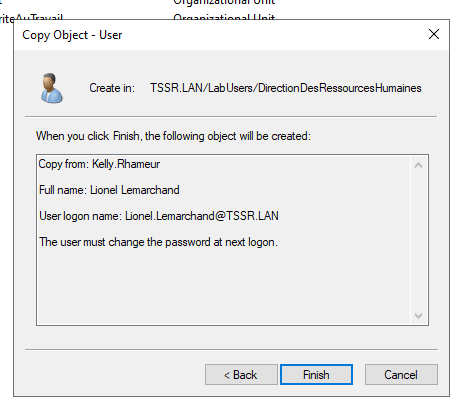 Organizational Unit
riteAuTravail Organizational Unit
Copy Object - User
Create in: TSSR.LAN/LabUsers/DirectionDesRessourcesHumaines
When you click Finish, the following object will be created:
Copy from: Kelly.Rhameur
Full name: Lionel Lemarchand
User logon name: Lionel.Lemarchand@TSSR.LAN
The user must change the password at next logon.
< Back Finish Cancel